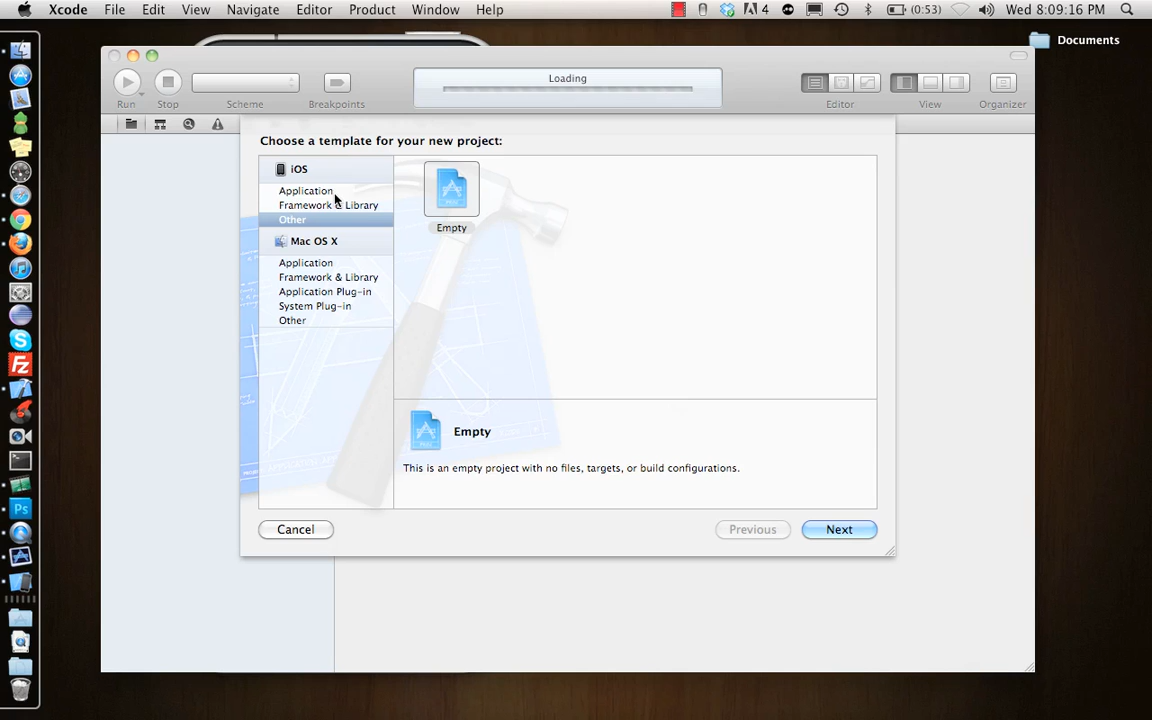 Xcode File Edit View Navigate Editor Product Window Help 4 (0:53) Wed 8:09:16 PM
Documents
Loading
Run Stop Scheme Breakpoints Editor View Organizer
Choose a template for your new project:
iOS
Application
Framework & Library
Other
Mac OS X
Application
Framework & Library
Application Plug-in
System Plug-in
Other
Empty
Empty
This is an empty project with no files, targets, or build configurations.
Cancel Previous Next